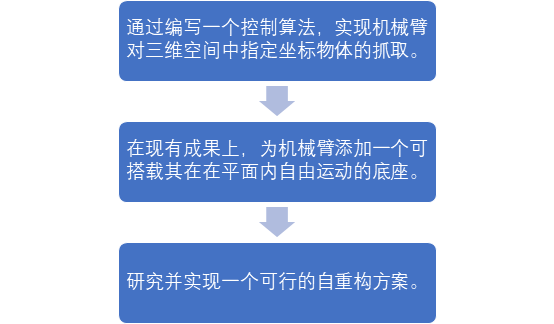 通过编写一个控制算法，实现机械臂
对三维空间中指定坐标物体的抓取。
在现有成果上，为机械臂添加一个可
搭载其在在平面内自由运动的底座。
研究并实现一个可行的自重构方案。